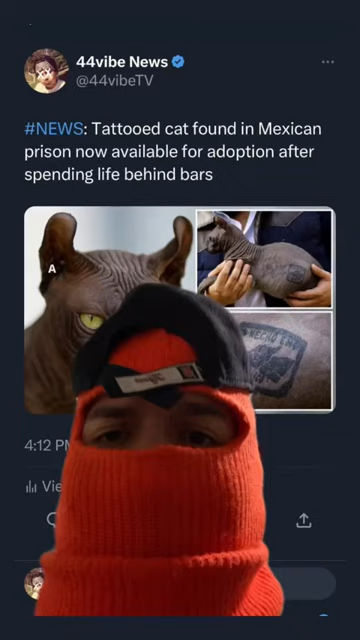 44vibe News
@44vibeTV
#NEWS: Tattooed cat found in Mexican
prison now available for adoption after
spending life behind bars
A
4:12 PM
Vie